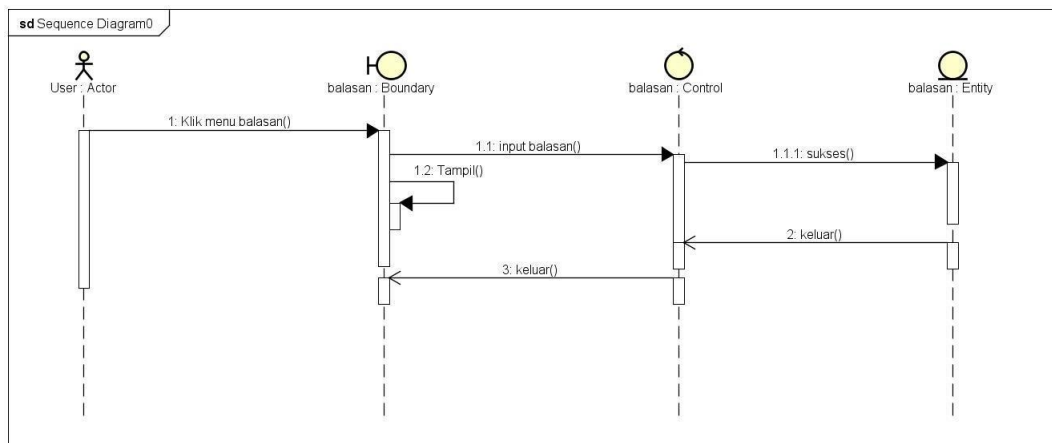 sd Sequence Diagram0
User : Actor
balasan : Boundary
balasan : Control
balasan : Entity
1: Klik menu balasan()
1.1: input balasan()
1.1.1: sukses()
1.2: Tampil()
2: keluar()
3: keluar()